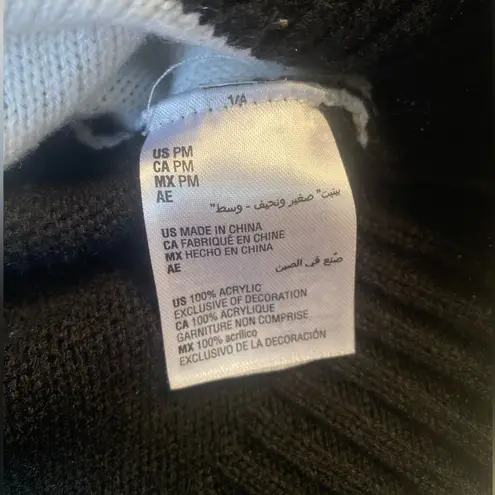 1/A
US PM
CA PM
MX PM
AE بيتيت" صغير ونحيف - وسط"
US MADE IN CHINA
CA FABRIQUÉ EN CHINE
MX HECHO EN CHINA
AE صنع في الصين
US 100% ACRYLIC
EXCLUSIVE OF DECORATION
CA 100% ACRYLIQUE
GARNITURE NON COMPRISE
MX 100% acrílico
EXCLUSIVO DE LA DECORACIÓN